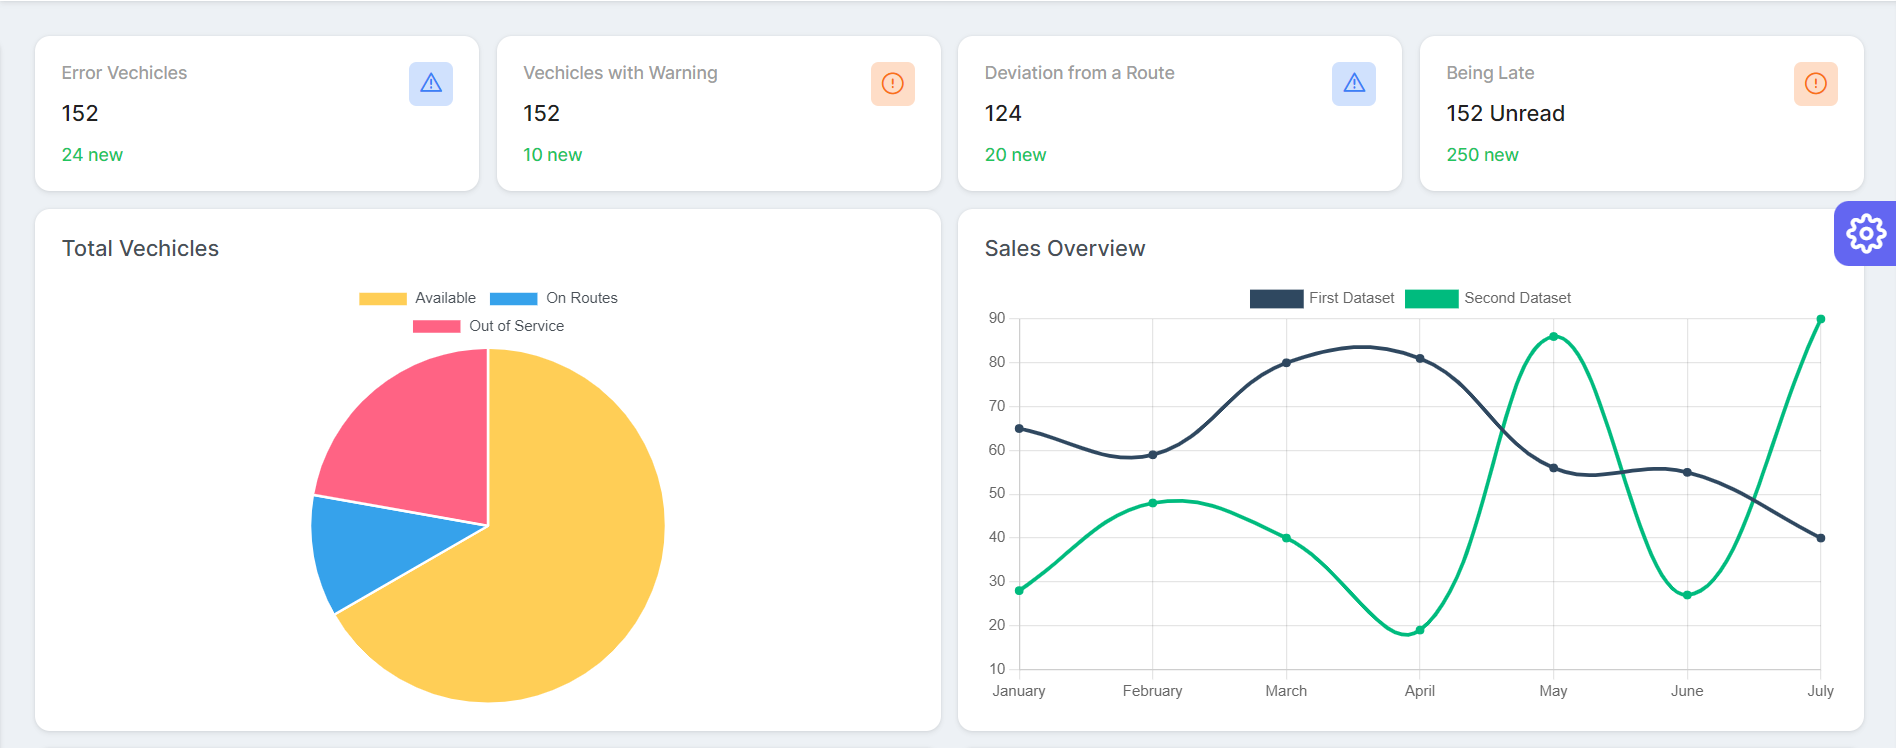 Error Vechicles
152
24 new
Vechicles with Warning
152
10 new
Deviation from a Route
124
20 new
Being Late
152 Unread
250 new
Total Vechicles
Available On Routes
Out of Service
Sales Overview
First Dataset Second Dataset
90
80
70
60
50
40
30
20
10
January February March April May June July